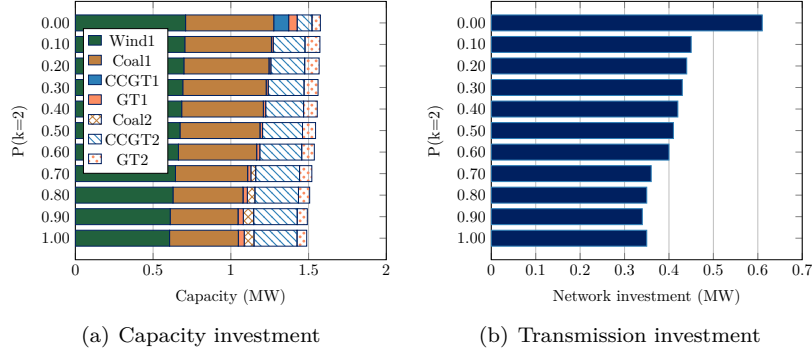 0.00
0.10
0.20
0.30
0.40
0.50
0.60
0.70
0.80
0.90
1.00
P(k=2)
Wind1
Coal1
CCGT1
GT1
Coal2
CCGT2
GT2
0 0.5 1 1.5 2
Capacity (MW)
(a) Capacity investment
0.00
0.10
0.20
0.30
0.40
0.50
0.60
0.70
0.80
0.90
1.00
P(k=2)
0 0.1 0.2 0.3 0.4 0.5 0.6 0.7
Network investment (MW)
(b) Transmission investment